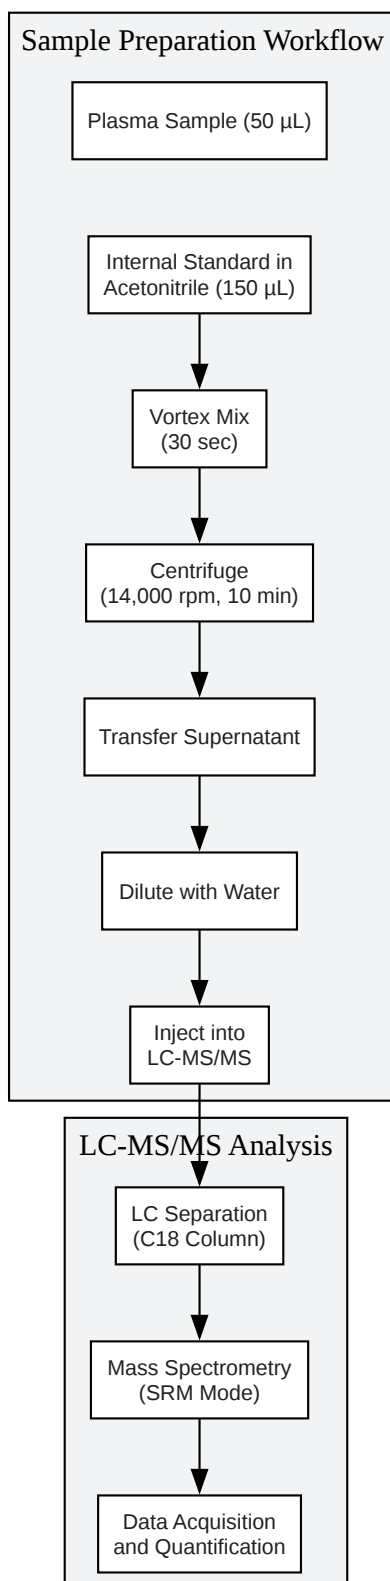 Sample Preparation Workflow
Plasma Sample (50 µL)
Internal Standard in
Acetonitrile (150 µL)
Vortex Mix
(30 sec)
Centrifuge
(14,000 rpm, 10 min)
Transfer Supernatant
Dilute with Water
Inject into
LC-MS/MS
LC-MS/MS Analysis
LC Separation
(C18 Column)
Mass Spectrometry
(SRM Mode)
Data Acquisition
and Quantification